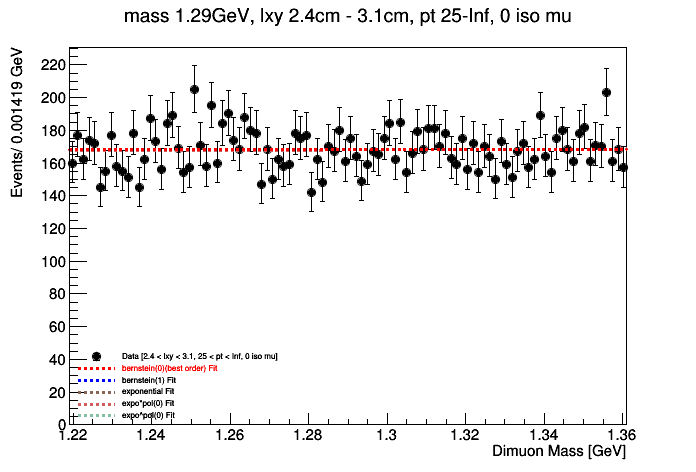 mass 1.29GeV, lxy 2.4cm - 3.1cm, pt 25-Inf, 0 iso mu
Events/ 0.001419 GeV
220
200
180
160
140
120
100
80
60
40
20
0
Data [2.4 < lxy < 3.1, 25 < pt < Inf, 0 iso mu]
bernstein(0)(best order) Fit
bernstein(1) Fit
exponential Fit
expo*pol(0) Fit
expo^pol(0) Fit
1.22 1.24 1.26 1.28 1.3 1.32 1.34 1.36
Dimuon Mass [GeV]